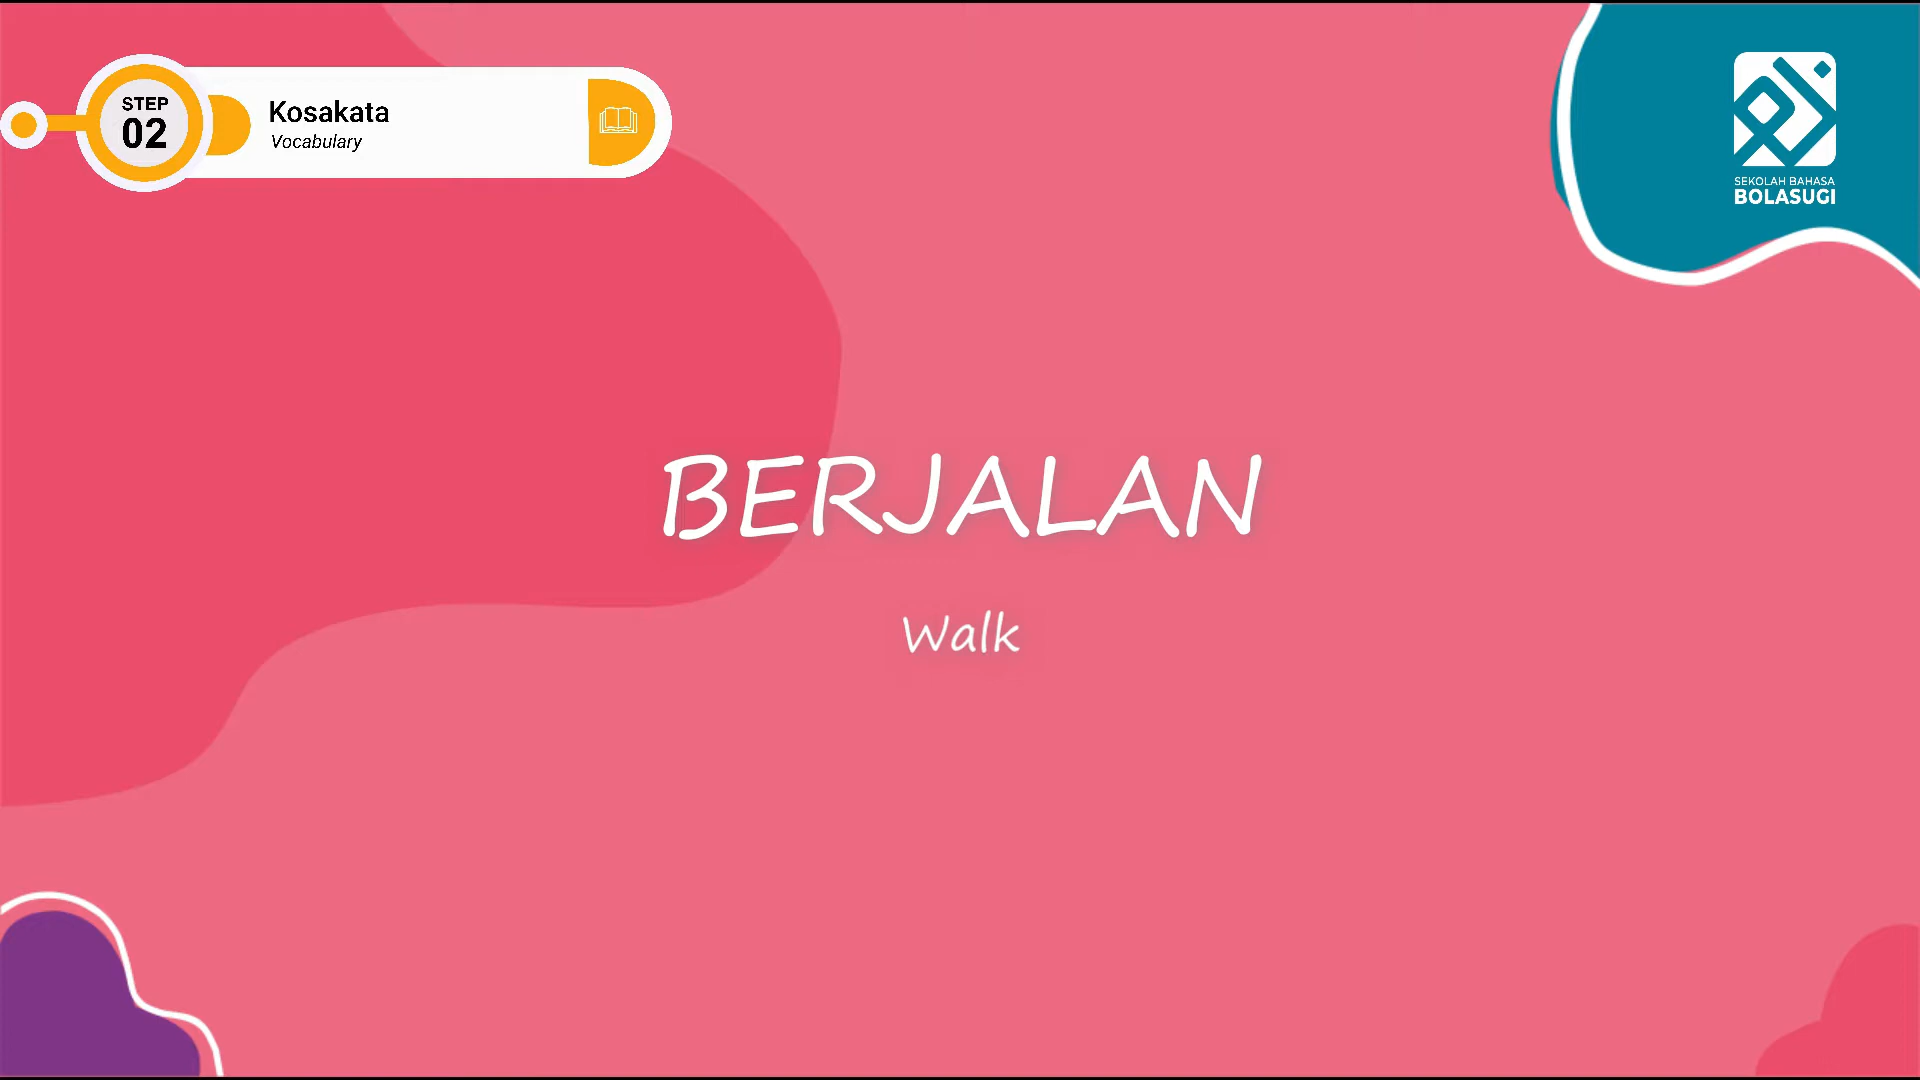 STEP
02
Kosakata
Vocabulary
SEKOLAH BAHASA
BOLASUGI
BERJALAN
Walk